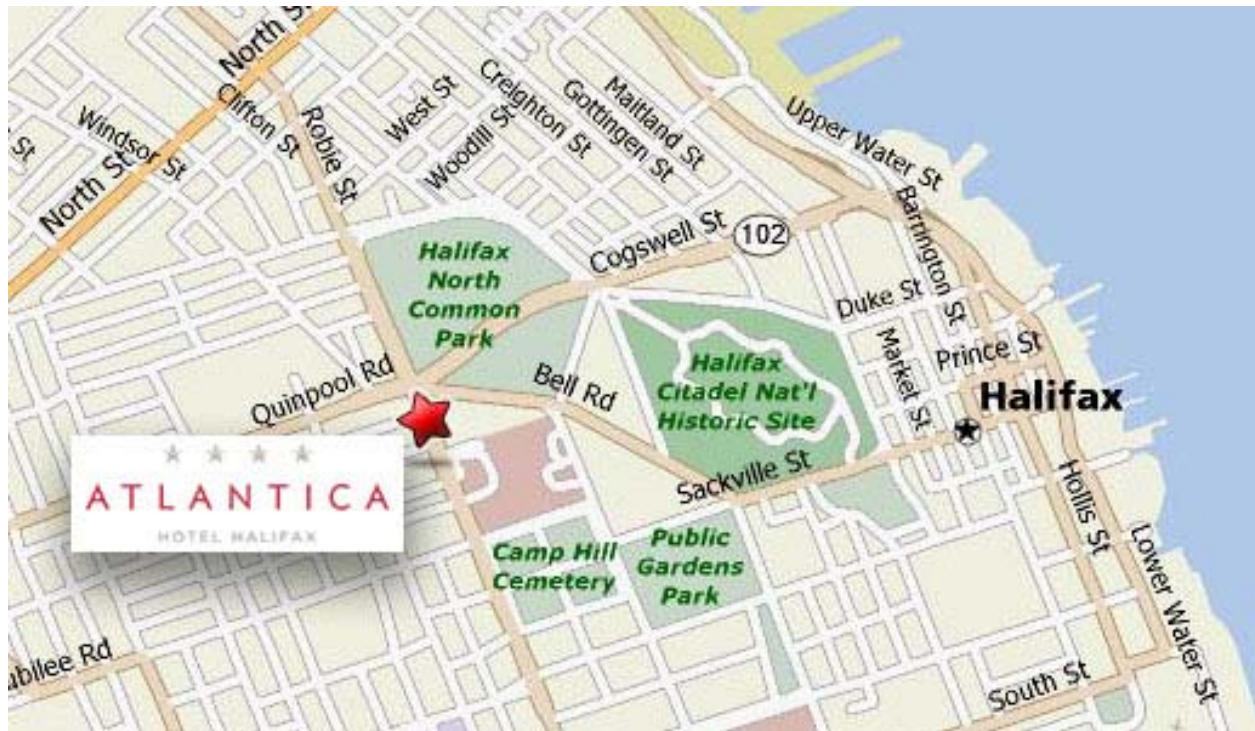 North St
North St
Clifton St
Windsor St
Robie St
West St
Woodill St
Creighton St
Gottingen St
Maitland St
Upper Water St
Barrington St
Cogswell St
102
Halifax
North
Common
Park
Duke St
Market St
Prince St
Halifax
Quinpool Rd
Bell Rd
Halifax
Citadel Nat'l
Historic Site
Sackville St
ATLANTICA
HOTEL HALIFAX
Camp Hill
Cemetery
Public
Gardens
Park
Hollis St
Lower Water St
South St
ubilee Rd
St